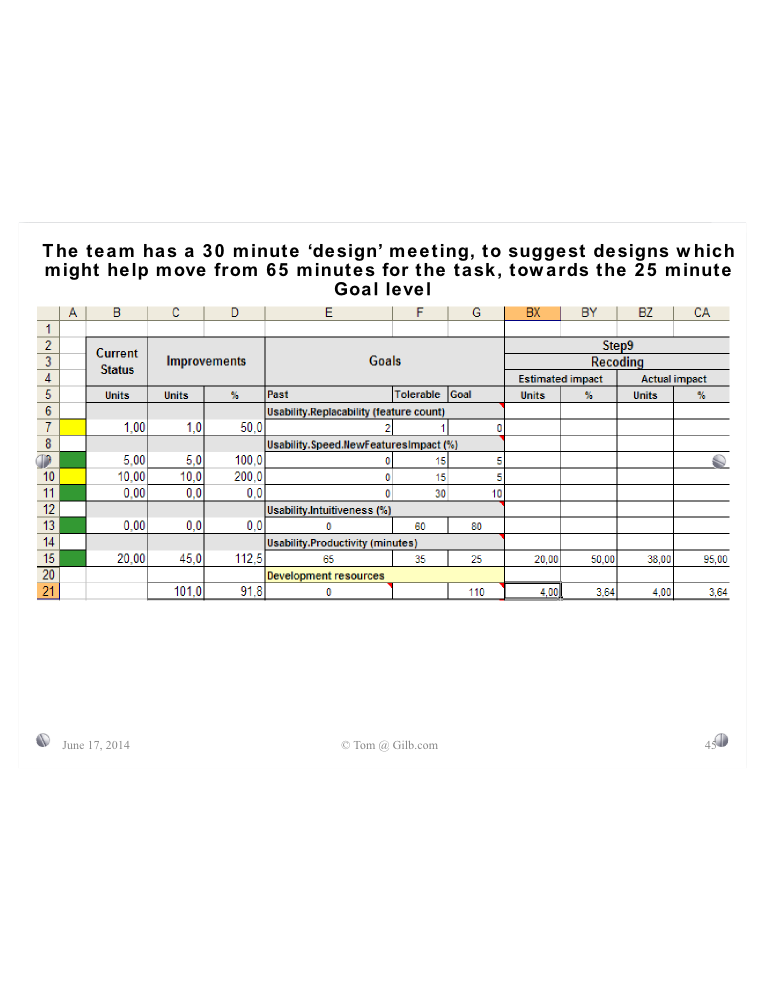 The team has a 30 minute ‘design’ meeting, to suggest designs which
might help move from 65 minutes for the task, towards the 25 minute
Goal level
A B C D E F G BX BY BZ CA
1
2 Step9
3 Current Status Improvements Goals Recoding
4 Estimated impact Actual impact
5 Units Units % Past Tolerable Goal Units % Units %
6 Usability.Replacability (feature count)
7 1,00 1,0 50,0 2 1 0
8 Usability.Speed.NewFeaturesImpact (%)
5,00 5,0 100,0 0 15 5
10 10,00 10,0 200,0 0 15 5
11 0,00 0,0 0,0 0 30 10
12 Usability.Intuitiveness (%)
13 0,00 0,0 0,0 0 60 80
14 Usability.Productivity (minutes)
15 20,00 45,0 112,5 65 35 25 20,00 50,00 38,00 95,00
20 Development resources
21 101,0 91,8 0 110 4,00 3,64 4,00 3,64
June 17, 2014 © Tom @ Gilb.com 45